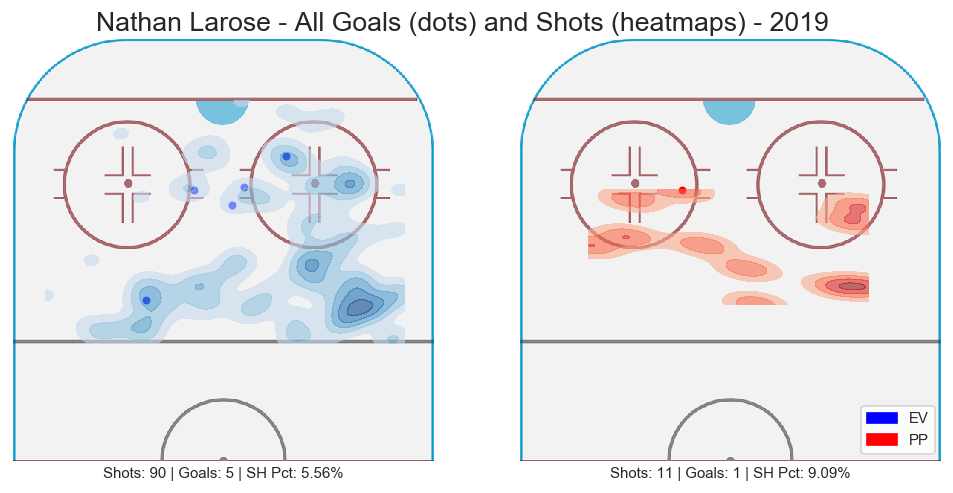 Nathan Larose - All Goals (dots) and Shots (heatmaps) - 2019
EV
PP
Shots: 90 | Goals: 5 | SH Pct: 5.56%
Shots: 11 | Goals: 1 | SH Pct: 9.09%